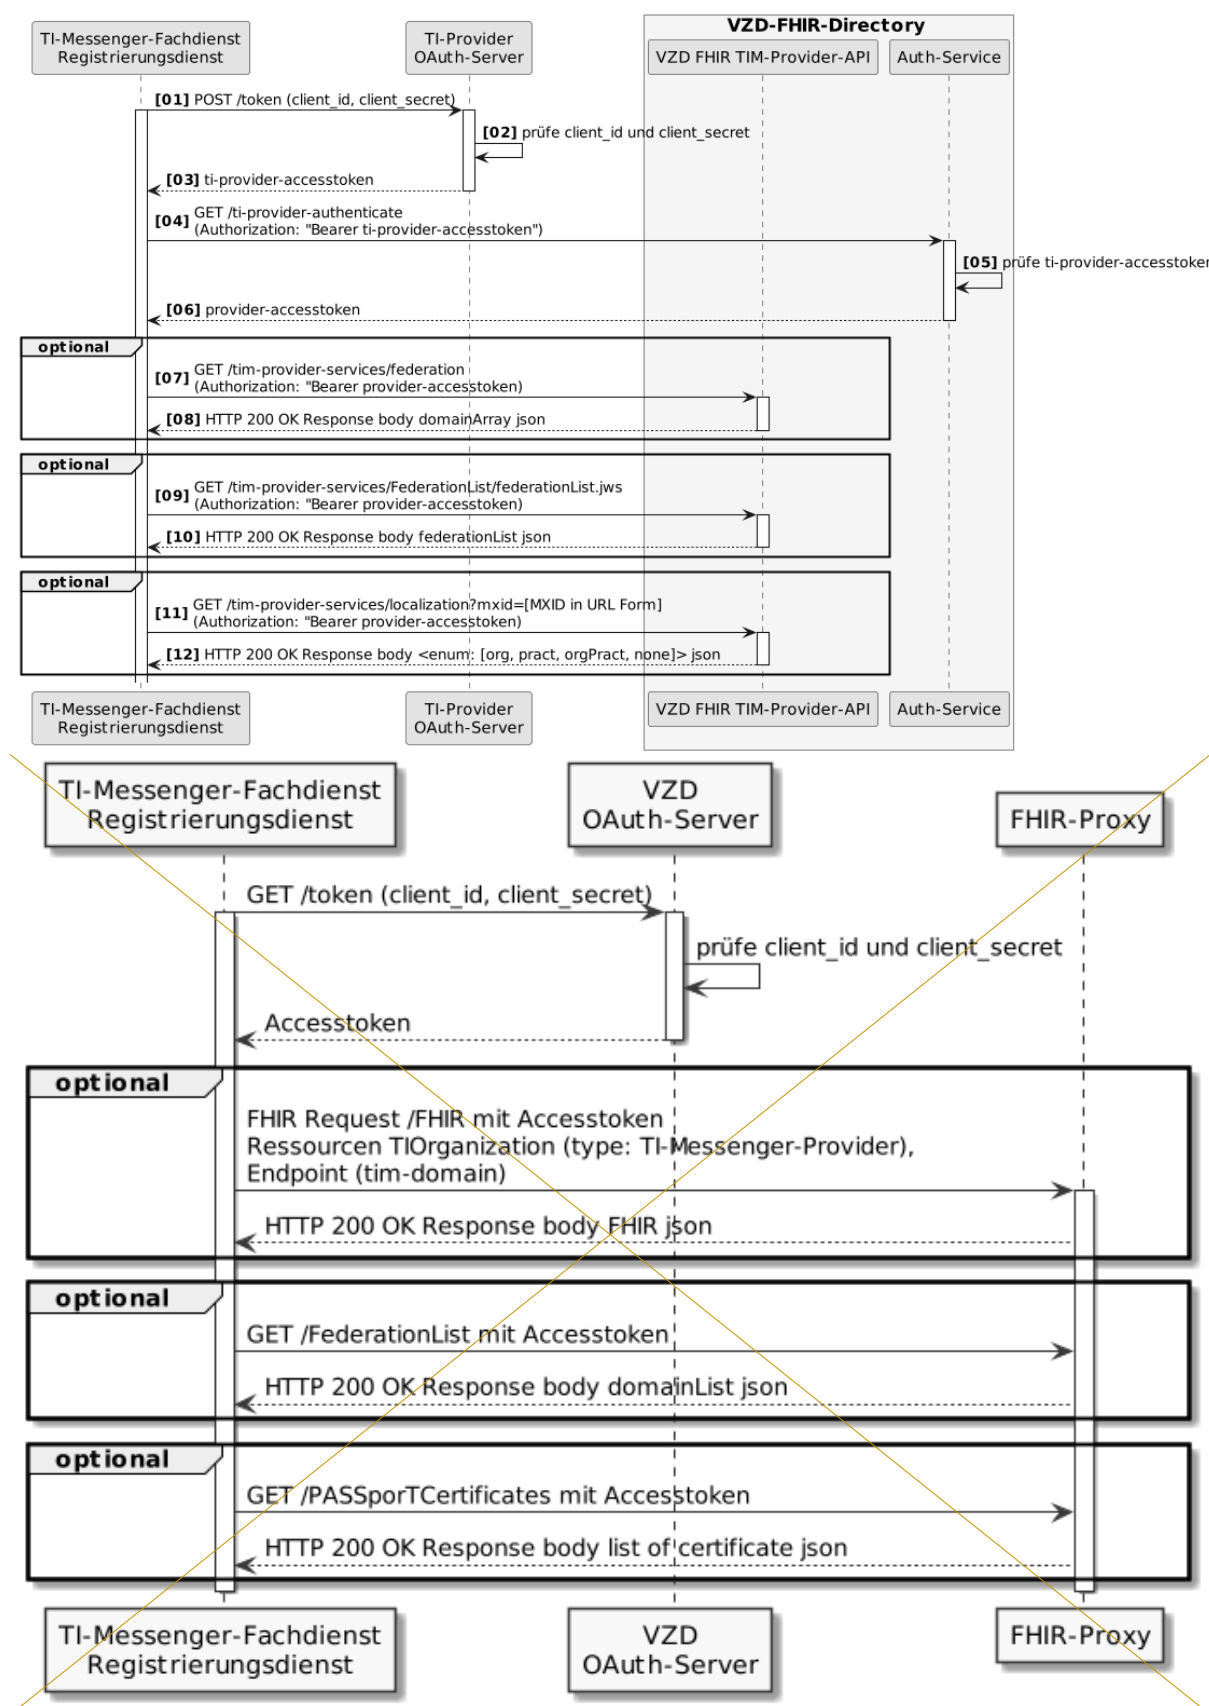 VZD-FHIR-Directory
TI-Messenger-Fachdienst
Registrierungsdienst
TI-Provider
OAuth-Server
VZD FHIR TIM-Provider-API
Auth-Service
[01] POST /token (client_id, client_secret)
[02] prüfe client_id und client_secret
[03] ti-provider-accesstoken
[04] GET /ti-provider-authenticate
(Authorization: "Bearer ti-provider-accesstoken")
[05] prüfe ti-provider-accesstoken
[06] provider-accesstoken
optional
[07] GET /tim-provider-services/federation
(Authorization: "Bearer provider-accesstoken)
[08] HTTP 200 OK Response body domainArray json
optional
[09] GET /tim-provider-services/FederationList/federationList.jws
(Authorization: "Bearer provider-accesstoken)
[10] HTTP 200 OK Response body federationList json
optional
[11] GET /tim-provider-services/localization?mxid=[MXID in URL Form]
(Authorization: "Bearer provider-accesstoken)
[12] HTTP 200 OK Response body <enum: [org, pract, orgPract, none]> json
TI-Messenger-Fachdienst
Registrierungsdienst
TI-Provider
OAuth-Server
VZD FHIR TIM-Provider-API
Auth-Service
TI-Messenger-Fachdienst
Registrierungsdienst
VZD
OAuth-Server
FHIR-Proxy
GET /token (client_id, client_secret)
prüfe client_id und client_secret
Accesstoken
optional
FHIR Request /FHIR mit Accesstoken
Ressourcen TIOrganization (type: TI-Messenger-Provider),
Endpoint (tim-domain)
HTTP 200 OK Response body FHIR json
optional
GET /FederationList mit Accesstoken
HTTP 200 OK Response body domainList json
optional
GET /PASSporTCertificates mit Accesstoken
HTTP 200 OK Response body list of certificate json
TI-Messenger-Fachdienst
Registrierungsdienst
VZD
OAuth-Server
FHIR-Proxy